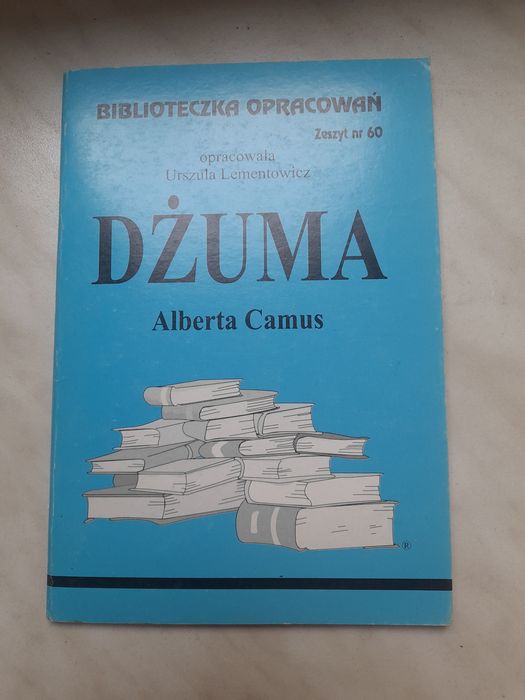 BIBLIOTECZKA OPRACOWAŃ
Zeszyt nr 60
opracowała
Urszula Lementowicz
DŻUMA
Alberta Camus
®